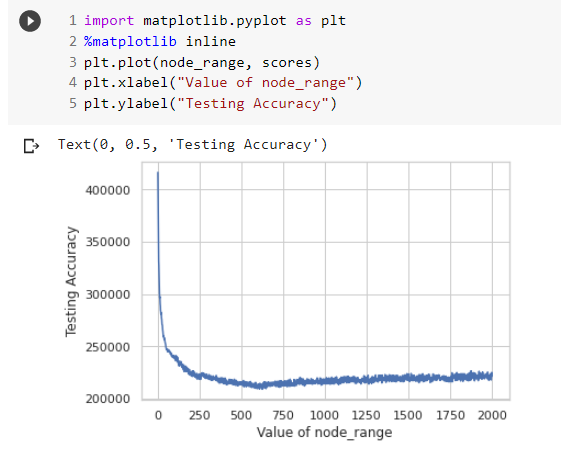 1 import matplotlib.pyplot as plt
2 %matplotlib inline
3 plt.plot(node_range, scores)
4 plt.xlabel("Value of node_range")
5 plt.ylabel("Testing Accuracy")
Text(0, 0.5, 'Testing Accuracy')
Testing Accuracy
400000
350000
300000
250000
200000
0 250 500 750 1000 1250 1500 1750 2000
Value of node_range